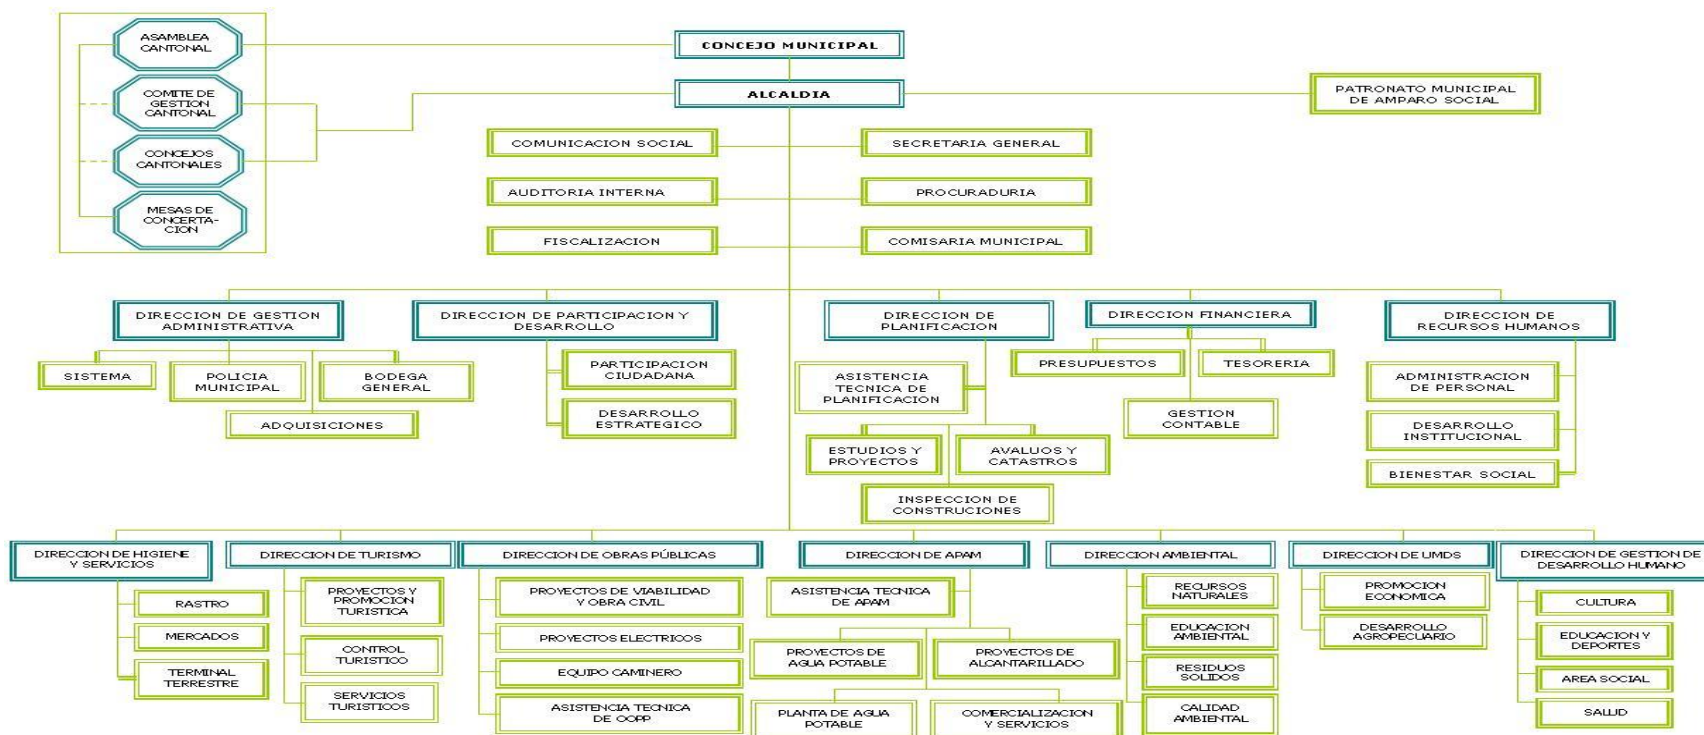 ASAMBLEA
CANTONAL
CONCEJO MUNICIPAL
COMITE DE
GESTION
CANTONAL
ALCALDIA
PATRONATO MUNICIPAL
DE AMPARO SOCIAL
CONCEJOS
CANTONALES
COMUNICACION SOCIAL
SECRETARIA GENERAL
MESAS DE
CONCERTA-
CION
AUDITORIA INTERNA
PROCURADURIA
FISCALIZACION
COMISARIA MUNICIPAL
DIRECCION DE GESTION
ADMINISTRATIVA
DIRECCION DE PARTICIPACION Y
DESARROLLO
DIRECCION DE
PLANIFICACION
DIRECCION FINANCIERA
DIRECCION DE
RECURSOS HUMANOS
SISTEMA
POLICIA
MUNICIPAL
BODEGA
GENERAL
ADQUISICIONES
PARTICIPACION
CIUDADANA
DESARROLLO
ESTRATEGICO
ASISTENCIA
TECNICA DE
PLANIFICACION
ESTUDIOS Y
PROYECTOS
AVALUOS Y
CATASTROS
INSPECCION DE
CONSTRUCIONES
PRESUPUESTOS
TESORERIA
GESTION
CONTABLE
ADMINISTRACION
DE PERSONAL
DESARROLLO
INSTITUCIONAL
BIENESTAR SOCIAL
DIRECCION DE HIGIENE
Y SERVICIOS
RASTRO
MERCADOS
TERMINAL
TERRESTRE
DIRECCION DE TURISMO
PROYECTOS Y
PROMOCION
TURISTICA
CONTROL
TURISTICO
SERVICIOS
TURISTICOS
DIRECCION DE OBRAS PÚBLICAS
PROYECTOS DE VIABILIDAD
Y OBRA CIVIL
PROYECTOS ELECTRICOS
EQUIPO CAMINERO
ASISTENCIA TECNICA
DE OOPP
DIRECCION DE APAM
ASISTENCIA TECNICA
DE APAM
PROYECTOS DE
AGUA POTABLE
PROYECTOS DE
ALCANTARILLADO
PLANTA DE AGUA
POTABLE
COMERCIALIZACION
Y SERVICIOS
DIRECCION AMBIENTAL
RECURSOS
NATURALES
EDUCACION
AMBIENTAL
RESIDUOS
SOLIDOS
CALIDAD
AMBIENTAL
DIRECCION DE UMDS
PROMOCION
ECONOMICA
DESARROLLO
AGROPECUARIO
DIRECCION DE GESTION DE
DESARROLLO HUMANO
CULTURA
EDUCACION Y
DEPORTES
AREA SOCIAL
SALUD